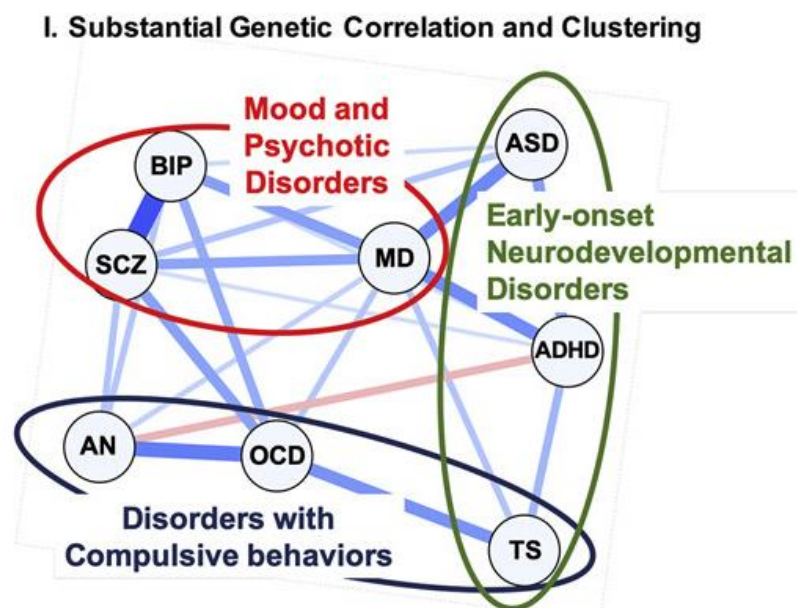 I. Substantial Genetic Correlation and Clustering
Mood and
Psychotic
Disorders
BIP
ASD
SCZ
MD
Early-onset
Neurodevelopmental
Disorders
ADHD
AN
OCD
Disorders with
Compulsive behaviors
TS